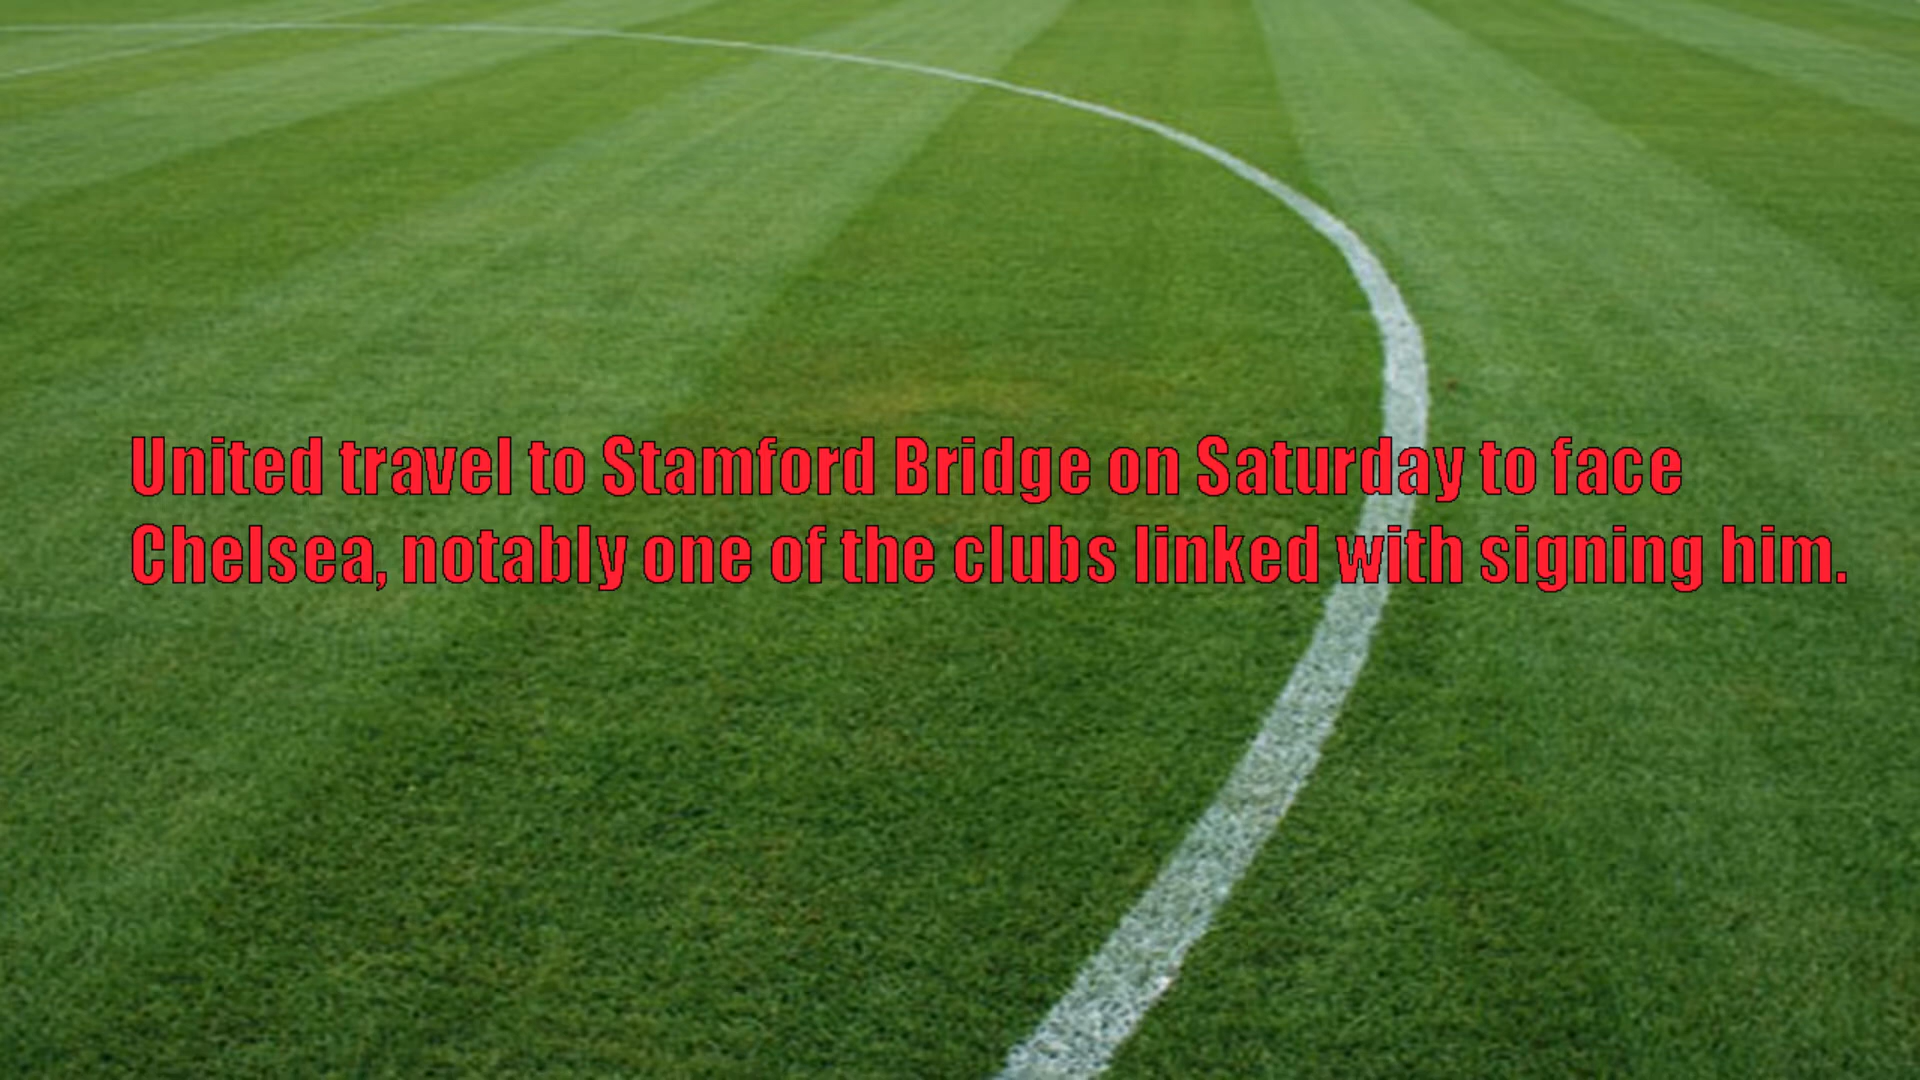 United travel to Stamford Bridge on Saturday to face
Chelsea, notably one of the clubs linked with signing him.